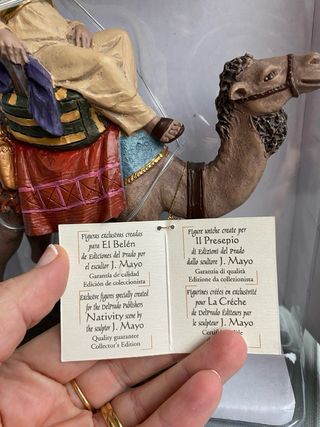 Figuras exclusivas creadas
para El Belén
de Ediciones del Prado por
el escultor J. Mayo
Garantía de calidad
Edición de coleccionista
Exclusive figures specially created
for the DelPrado Publishers
Nativity scene by
the sculptor J. Mayo
Quality guarantee
Collector's Edition
Figure uniche create per
Il Presepio
di Edizioni del Prado
dallo scultore J. Mayo
Garanzia di qualità
Edizione da collezionista
Figurines créées en exclusivité
pour La Crèche
de DelPrado Editeurs par
le sculpteur J. Mayo